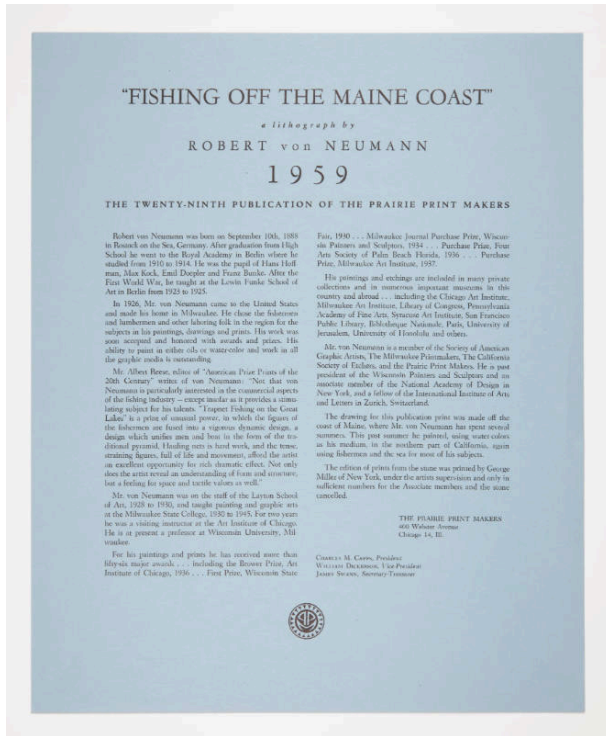 "FISHING OFF THE MAINE COAST"
a lithograph by
ROBERT von NEUMANN
1959
THE TWENTY-NINTH PUBLICATION OF THE PRAIRIE PRINT MAKERS
Robert von Neumann was born on September 10th, 1888
in Rostock on the Sea, Germany. After graduation from High
School he went to the Royal Academy in Berlin where he
studied from 1910 to 1914. He was the pupil of Hans Hoff-
man, Max Kock, Emil Doepler and Franz Bunke. After the
First World War, he taught at the Lewin Funke School of
Art in Berlin from 1923 to 1925.
In 1926, Mr. von Neumann came to the United States
and made his home in Milwaukee. He chose the fishermen
and lumbermen and other laboring folk in the region for the
subjects in his paintings, drawings and prints. His work was
soon accepted and honored with awards and prizes. His
ability to paint in either oils or water-color and work in all
the graphic media is outstanding.
Mr. Albert Reese, editor of "American Prize Prints of the
20th Century" writes of von Neumann: "Not that von
Neumann is particularly interested in the commercial aspects
of the fishing industry -- except insofar as it provides a stimu-
lating subject for his talents. "Trapnet Fishing on the Great
Lakes" is a print of unusual power, in which the figures of
the fishermen are fused into a vigorous dynamic design, a
design which unifies men and boat in the form of the tra-
ditional pyramid. Hauling nets is hard work, and the tense,
straining figures, full of life and movement, afford the artist
an excellent opportunity for rich dramatic effect. Not only
does the artist reveal an understanding of form and structure,
but a feeling for space and tactile values as well."
Mr. von Neumann was on the staff of the Layton School
of Art, 1928 to 1930, and taught painting and graphic arts
at the Milwaukee State College, 1930 to 1945. For two years
he was a visiting instructor at the Art Institute of Chicago.
He is at present a professor at Wisconsin University, Mil-
waukee.
For his paintings and prints he has received more than
fifty-six major awards . . . including the Brower Prize, Art
Institute of Chicago, 1936 . . . First Prize, Wisconsin State
Fair, 1930 . . . Milwaukee Journal Purchase Prize, Wiscon-
sin Painters and Sculptors, 1934 . . . Purchase Prize, Four
Arts Society of Palm Beach Florida, 1936 . . . Purchase
Prize, Milwaukee Art Institute, 1937.
His paintings and etchings are included in many private
collections and in numerous important museums in this
country and abroad . . . including the Chicago Art Institute,
Milwaukee Art Institute, Library of Congress, Pennsylvania
Academy of Fine Arts, Syracuse Art Institute, San Francisco
Public Library, Bibliotheque Nationale, Paris, University of
Jerusalem, University of Honolulu and others.
Mr. von Neumann is a member of the Society of American
Graphic Artists, The Milwaukee Printmakers, The California
Society of Etchers, and the Prairie Print Makers. He is past
president of the Wisconsin Painters and Sculptors and an
associate member of the National Academy of Design in
New York, and a fellow of the International Institute of Arts
and Letters in Zurich, Switzerland.
The drawing for this publication print was made off the
coast of Maine, where Mr. von Neumann has spent several
summers. This past summer he painted, using water-colors
as his medium, in the northern part of California, again
using fishermen and the sea for most of his subjects.
The edition of prints from the stone was printed by George
Miller of New York, under the artists supervision and only in
sufficient numbers for the Associate members and the stone
cancelled.
THE PRAIRIE PRINT MAKERS
400 Webster Avenue
Chicago 14, Ill.
CHARLES M. CAPPS, President
WILLIAM DICKERSON, Vice-President
JAMES SWANN, Secretary-Treasurer